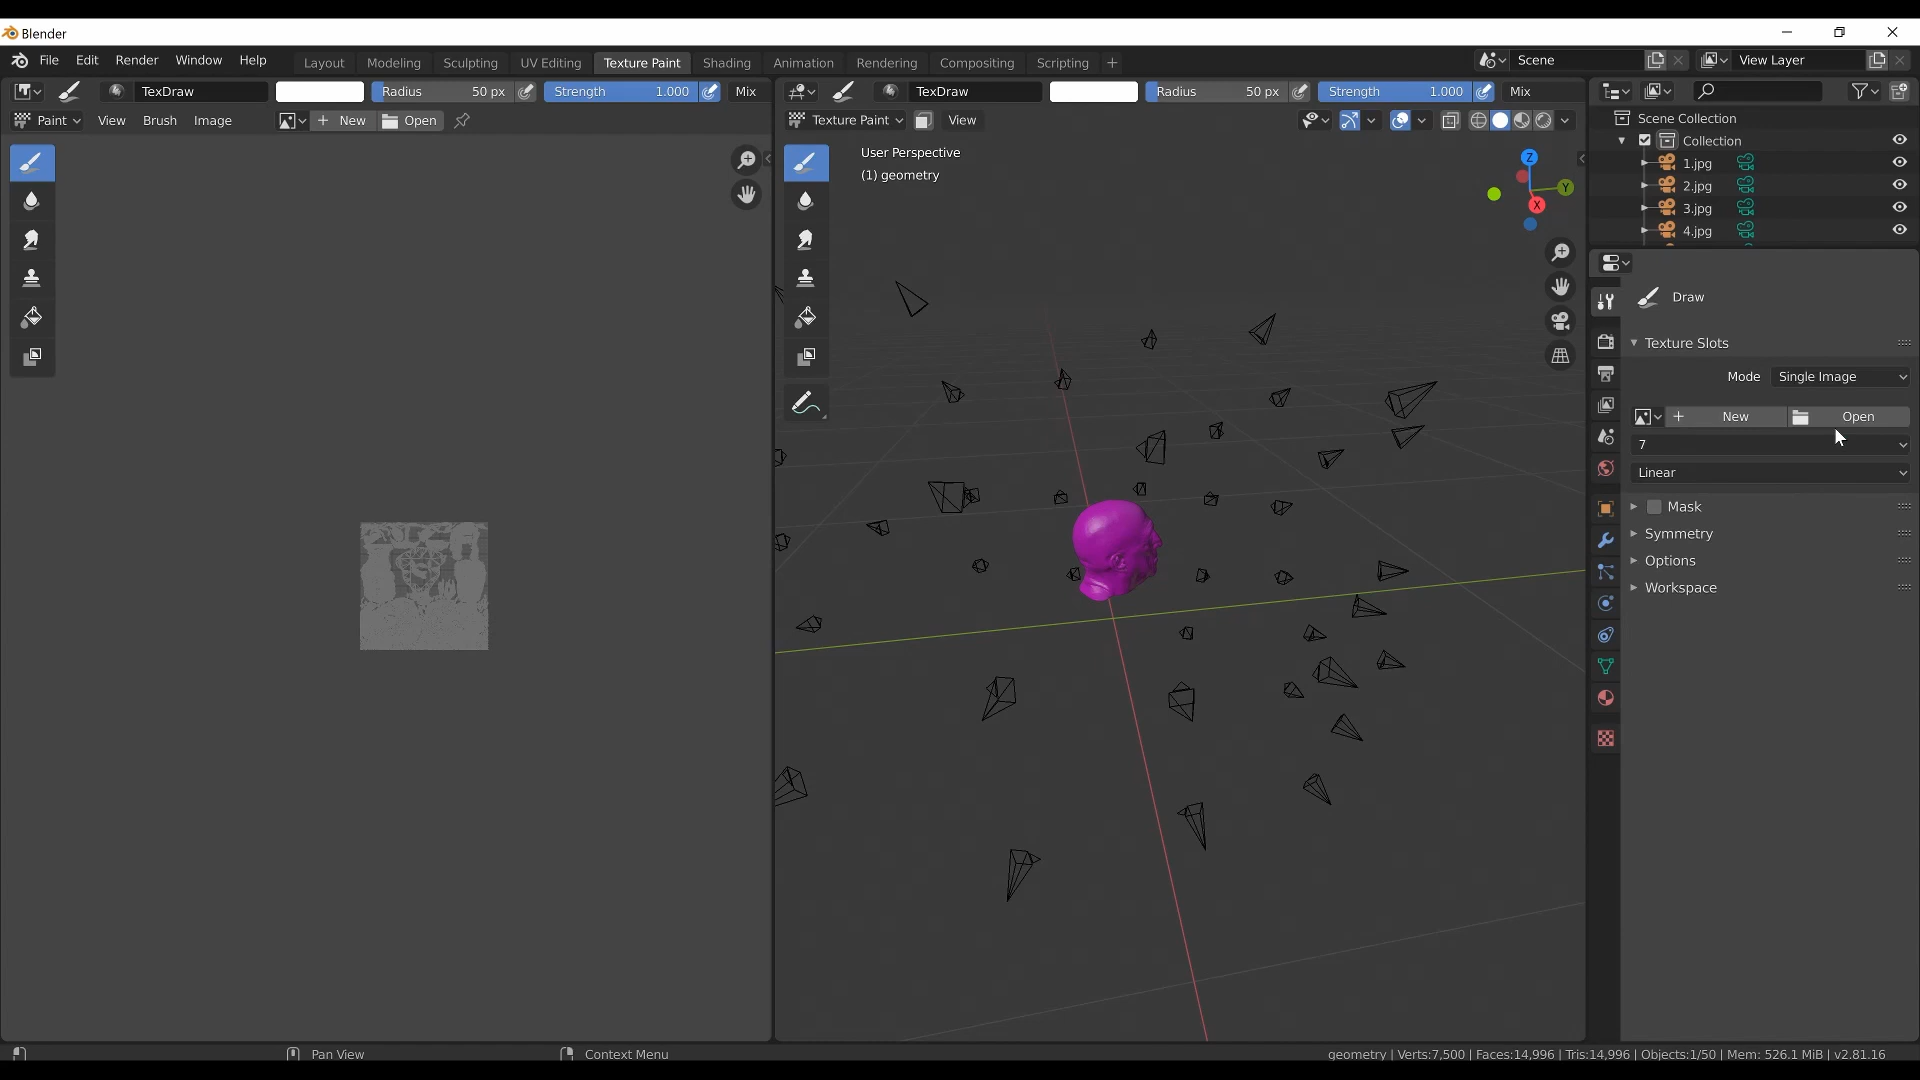 Blender
File Edit Render Window Help
Layout Modeling Sculpting UV Editing Texture Paint Shading Animation Rendering Compositing Scripting +
Scene
View Layer
TexDraw Radius 50 px Strength 1.000 Mix
TexDraw Radius 50 px Strength 1.000 Mix
Paint View Brush Image + New Open
Texture Paint View
User Perspective
(1) geometry
Z
Y
X
Scene Collection
Collection
1.jpg
2.jpg
3.jpg
4.jpg
Draw
Texture Slots
Mode Single Image
+ New Open
7
Linear
Mask
Symmetry
Options
Workspace
Pan View
Context Menu
geometry | Verts:7,500 | Faces:14,996 | Tris:14,996 | Objects:1/50 | Mem: 526.1 MiB | v2.81.16